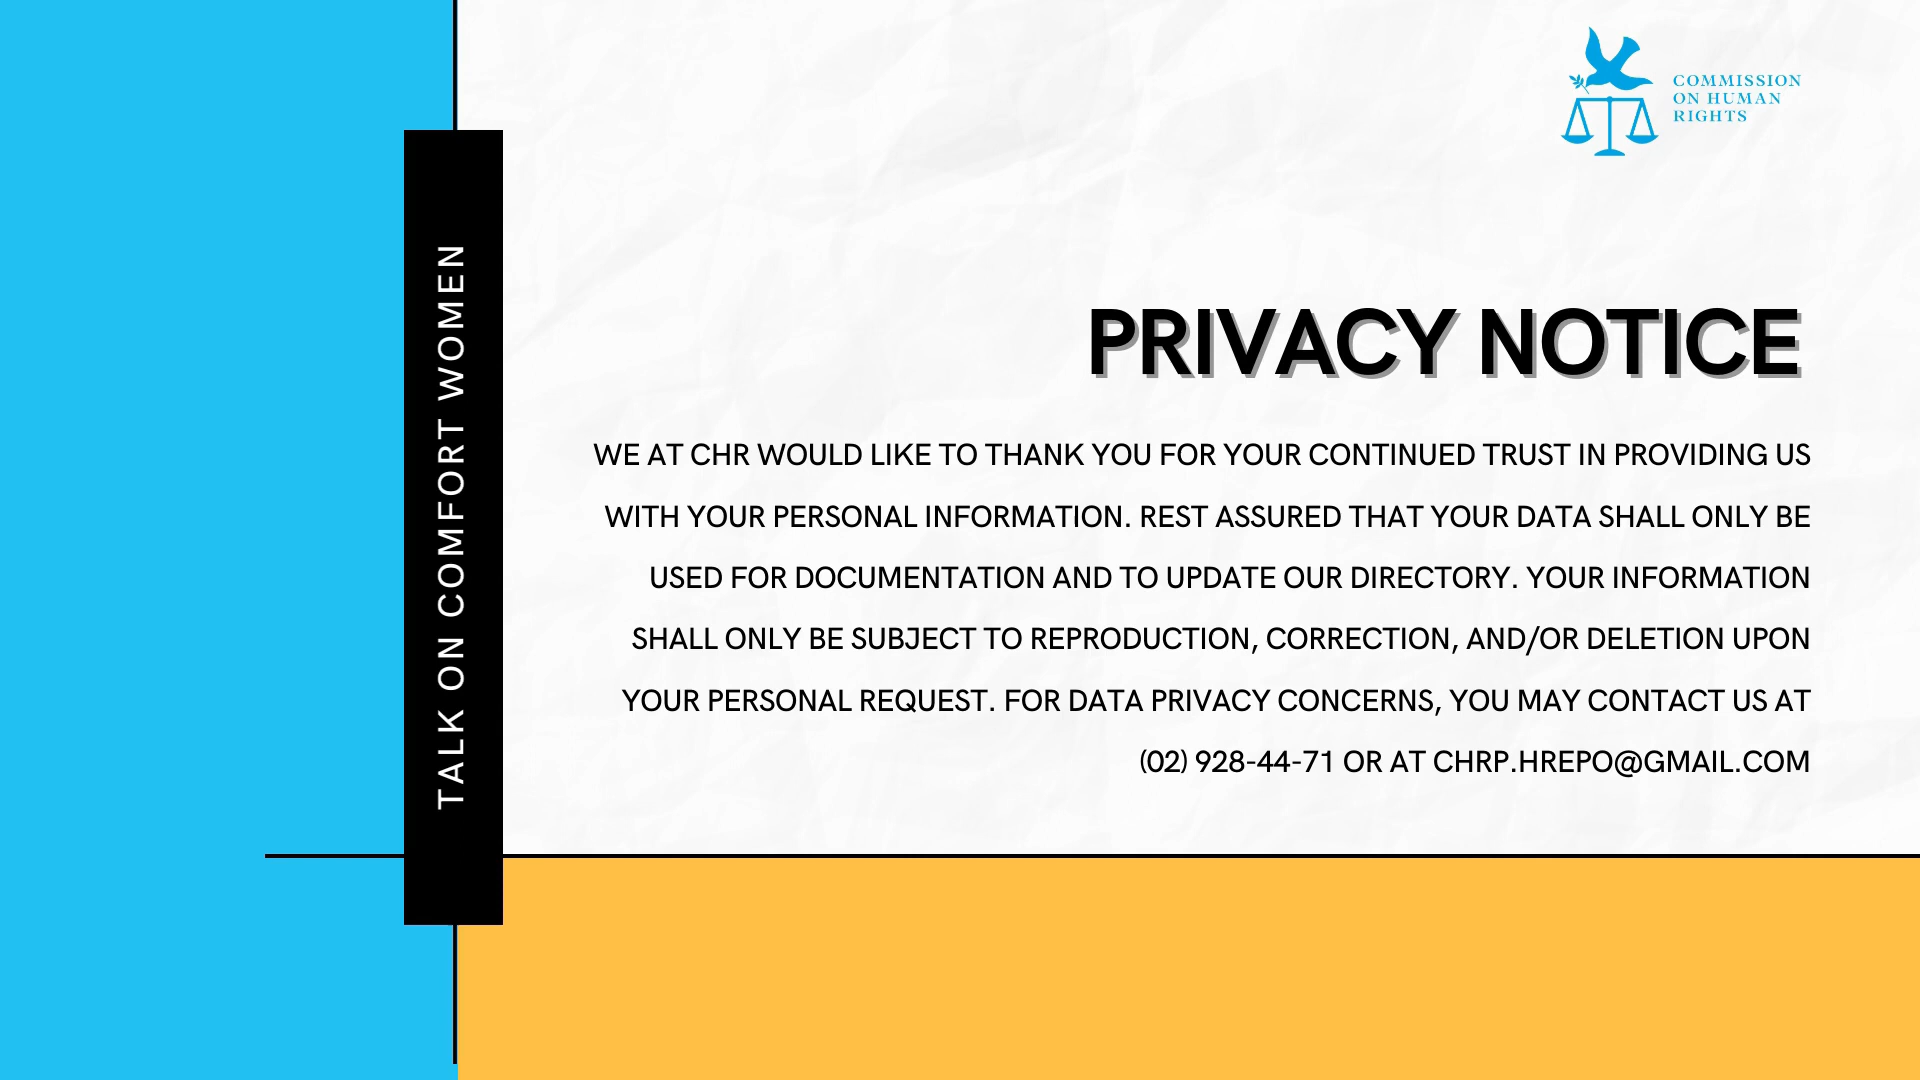 COMMISSION
ON HUMAN
RIGHTS
TALK ON COMFORT WOMEN
PRIVACY NOTICE
WE AT CHR WOULD LIKE TO THANK YOU FOR YOUR CONTINUED TRUST IN PROVIDING US
WITH YOUR PERSONAL INFORMATION. REST ASSURED THAT YOUR DATA SHALL ONLY BE
USED FOR DOCUMENTATION AND TO UPDATE OUR DIRECTORY. YOUR INFORMATION
SHALL ONLY BE SUBJECT TO REPRODUCTION, CORRECTION, AND/OR DELETION UPON
YOUR PERSONAL REQUEST. FOR DATA PRIVACY CONCERNS, YOU MAY CONTACT US AT
(02) 928-44-71 OR AT CHRP.HREPO@GMAIL.COM